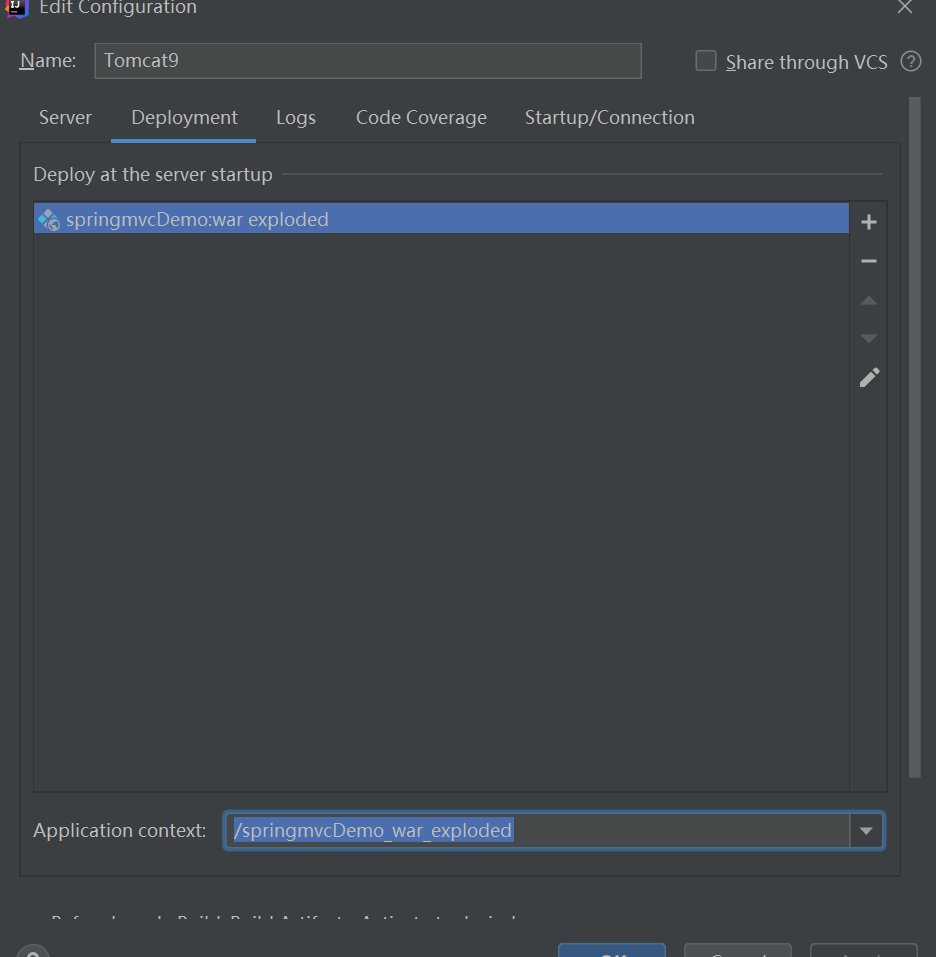 Edit Configuration
Name: Tomcat9 Share through VCS ?
Server Deployment Logs Code Coverage Startup/Connection
Deploy at the server startup
springmvcDemo:war exploded
Application context: /springmvcDemo_war_exploded